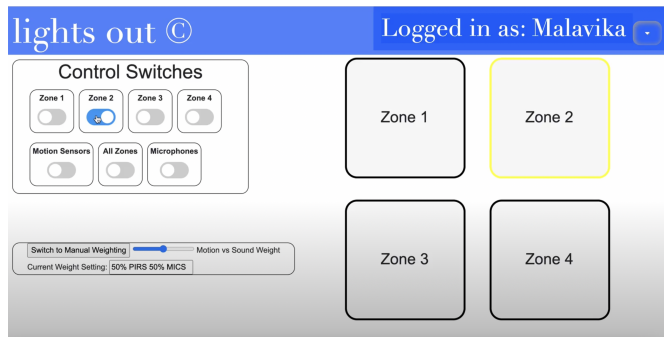 lights out ©
Logged in as: Malavika
Control Switches
Zone 1
Zone 2
Zone 3
Zone 4
Motion Sensors
All Zones
Microphones
Switch to Manual Weighting
Motion vs Sound Weight
Current Weight Setting: 50% PIRS 50% MICS
Zone 1
Zone 2
Zone 3
Zone 4